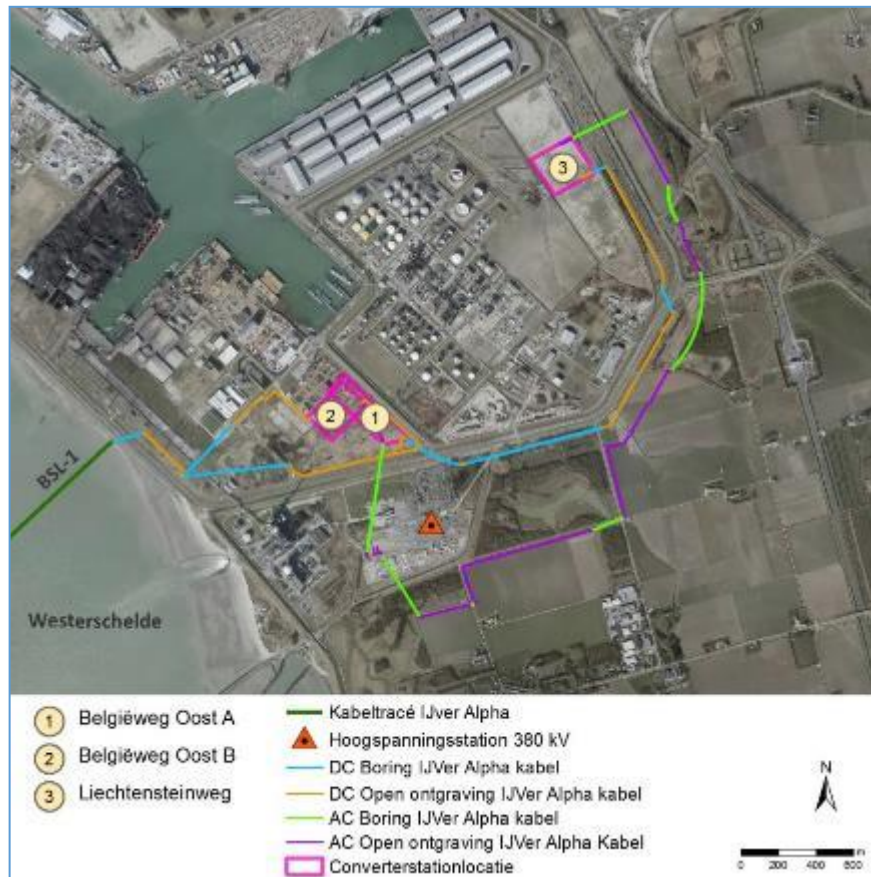 3
2
1
BSL-1
Westerschelde
1 Belgiëweg Oost A
2 Belgiëweg Oost B
3 Liechtensteinweg
Kabeltracé IJver Alpha
Hoogspanningsstation 380 kV
DC Boring IJVer Alpha kabel
DC Open ontgraving IJVer Alpha kabel
AC Boring IJVer Alpha kabel
AC Open ontgraving IJVer Alpha Kabel
Converterstationlocatie
N
0 200 400 600
m